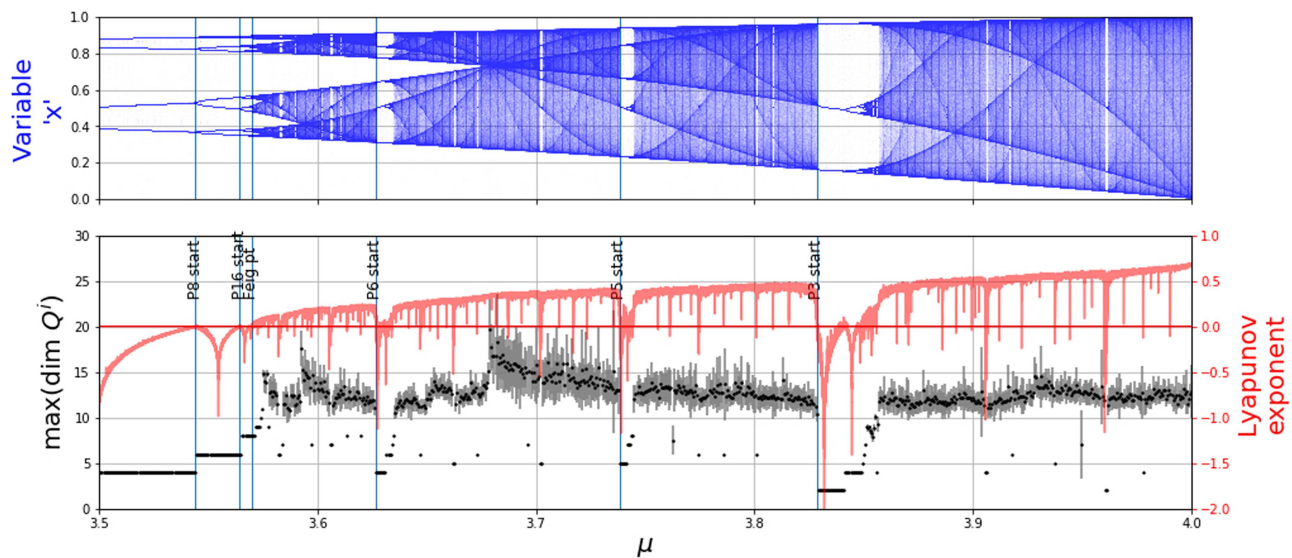 Variable
'x'
1.0
0.8
0.6
0.4
0.2
0.0
max(dim Q^i)
30
25
20
15
10
5
0
P8 start
P16 start
Feig.pt
P6 start
P5 start
P3 start
1.0
0.5
0.0
−0.5
−1.0
−1.5
−2.0
Lyapunov
exponent
3.5
3.6
3.7
3.8
3.9
4.0
μ